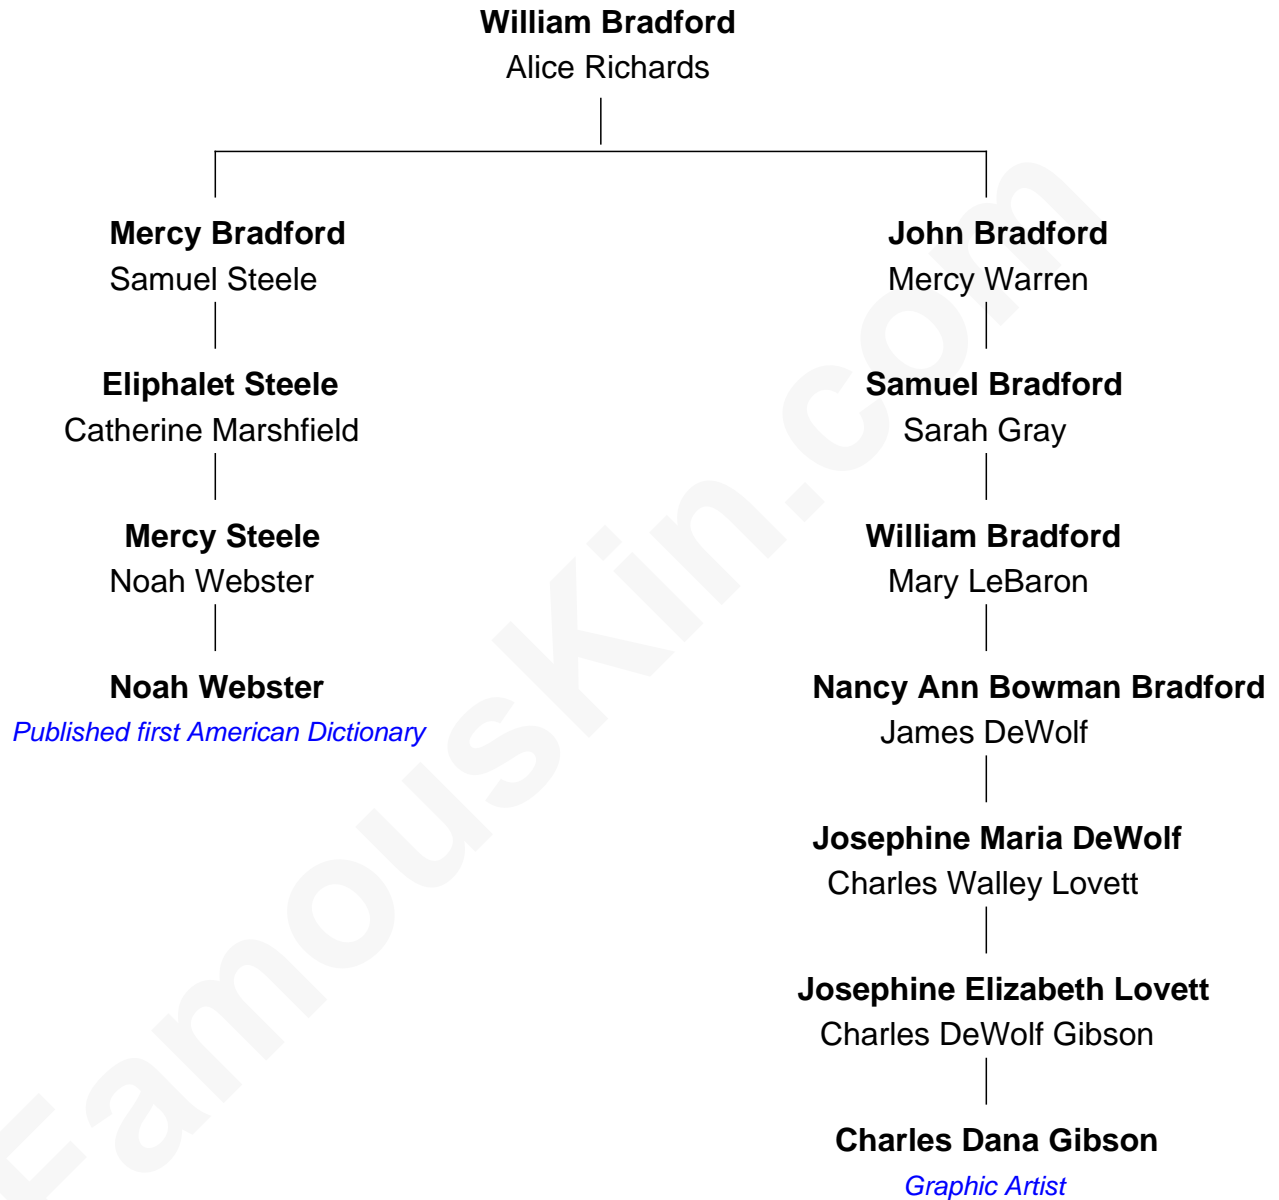 William Bradford
Alice Richards
Mercy Bradford
Samuel Steele
John Bradford
Mercy Warren
Eliphalet Steele
Catherine Marshfield
Samuel Bradford
Sarah Gray
Mercy Steele
Noah Webster
William Bradford
Mary LeBaron
Noah Webster
Published first American Dictionary
Nancy Ann Bowman Bradford
James DeWolf
Josephine Maria DeWolf
Charles Walley Lovett
Josephine Elizabeth Lovett
Charles DeWolf Gibson
Charles Dana Gibson
Graphic Artist
FamousKin.com